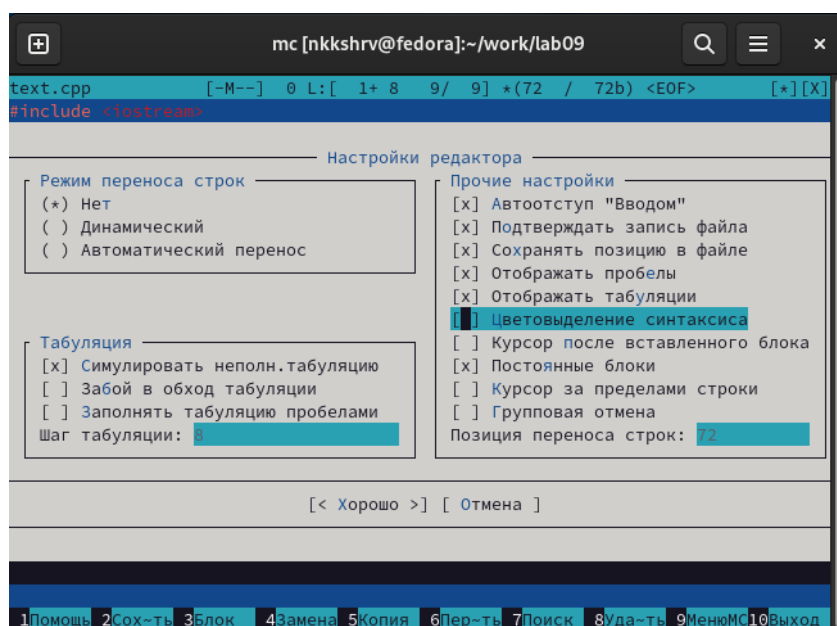 mc [nkkshrv@fedora]:~/work/lab09
text.cpp [-M--] 0 L:[ 1+ 8 9/ 9] *(72 / 72b) <EOF> [*][X]
#include <iostream>
Настройки редактора
Режим переноса строк
(*) Нет
( ) Динамический
( ) Автоматический перенос
Табуляция
[x] Симулировать неполн.табуляцию
[ ] Забой в обход табуляции
[ ] Заполнять табуляцию пробелами
Шаг табуляции: 8
Прочие настройки
[x] Автоотступ "Вводом"
[x] Подтверждать запись файла
[x] Сохранять позицию в файле
[x] Отображать пробелы
[x] Отображать табуляции
[ ] Цветовыделение синтаксиса
[ ] Курсор после вставленного блока
[x] Постоянные блоки
[ ] Курсор за пределами строки
[ ] Групповая отмена
Позиция переноса строк: 72
[< Хорошо >] [ Отмена ]
1Помощь 2Сох~ть 3Блок 4Замена 5Копия 6Пер~ть 7Поиск 8Уда~ть 9МенюMC 10Выход